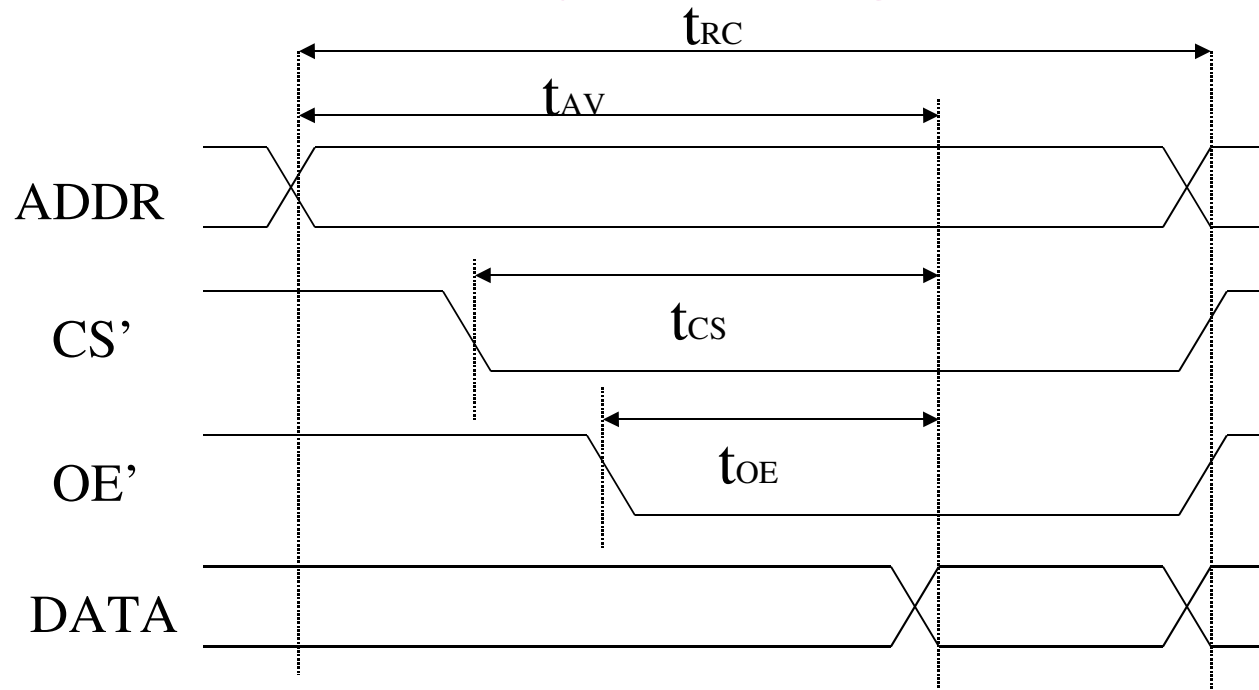 tRC
tAV
ADDR
tCS
CS’
tOE
OE’
DATA